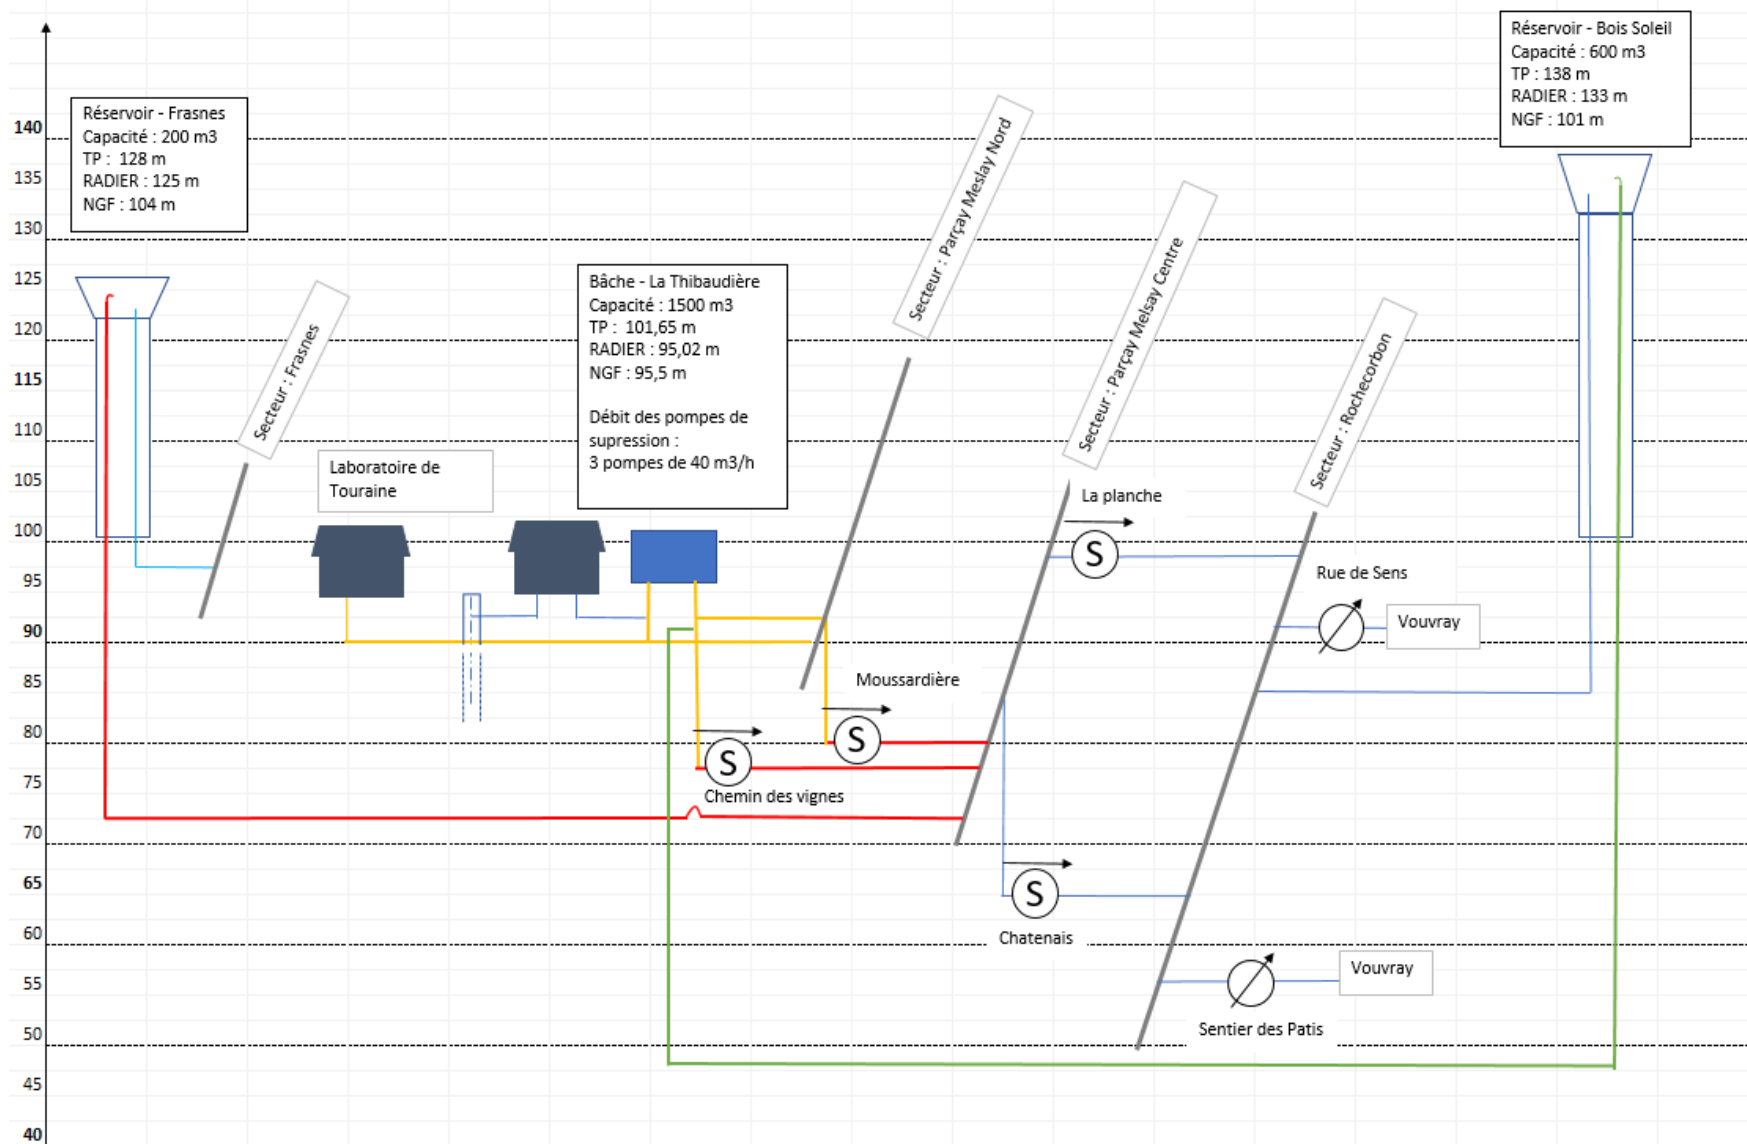 Réservoir - Frasnes
Capacité : 200 m3
TP :  128 m
RADIER : 125 m
NGF : 104 m
Réservoir - Bois Soleil
Capacité : 600 m3
TP : 138 m
RADIER : 133 m
NGF : 101 m
Bâche - La Thibaudière
Capacité : 1500 m3
TP :  101,65 m
RADIER : 95,02 m
NGF : 95,5 m
Débit des pompes de
supression :
3 pompes de 40 m3/h
Secteur : Frasnes
Laboratoire de
Touraine
Secteur : Parçay Meslay Nord
Secteur : Parçay Melsay Centre
Secteur : Rochecorbon
La planche
S
Rue de Sens
Vouvray
Moussardière
S
S
Chemin des vignes
S
Chatenais
Vouvray
Sentier des Patis
140
135
130
125
120
115
110
105
100
95
90
85
80
75
70
65
60
55
50
45
40